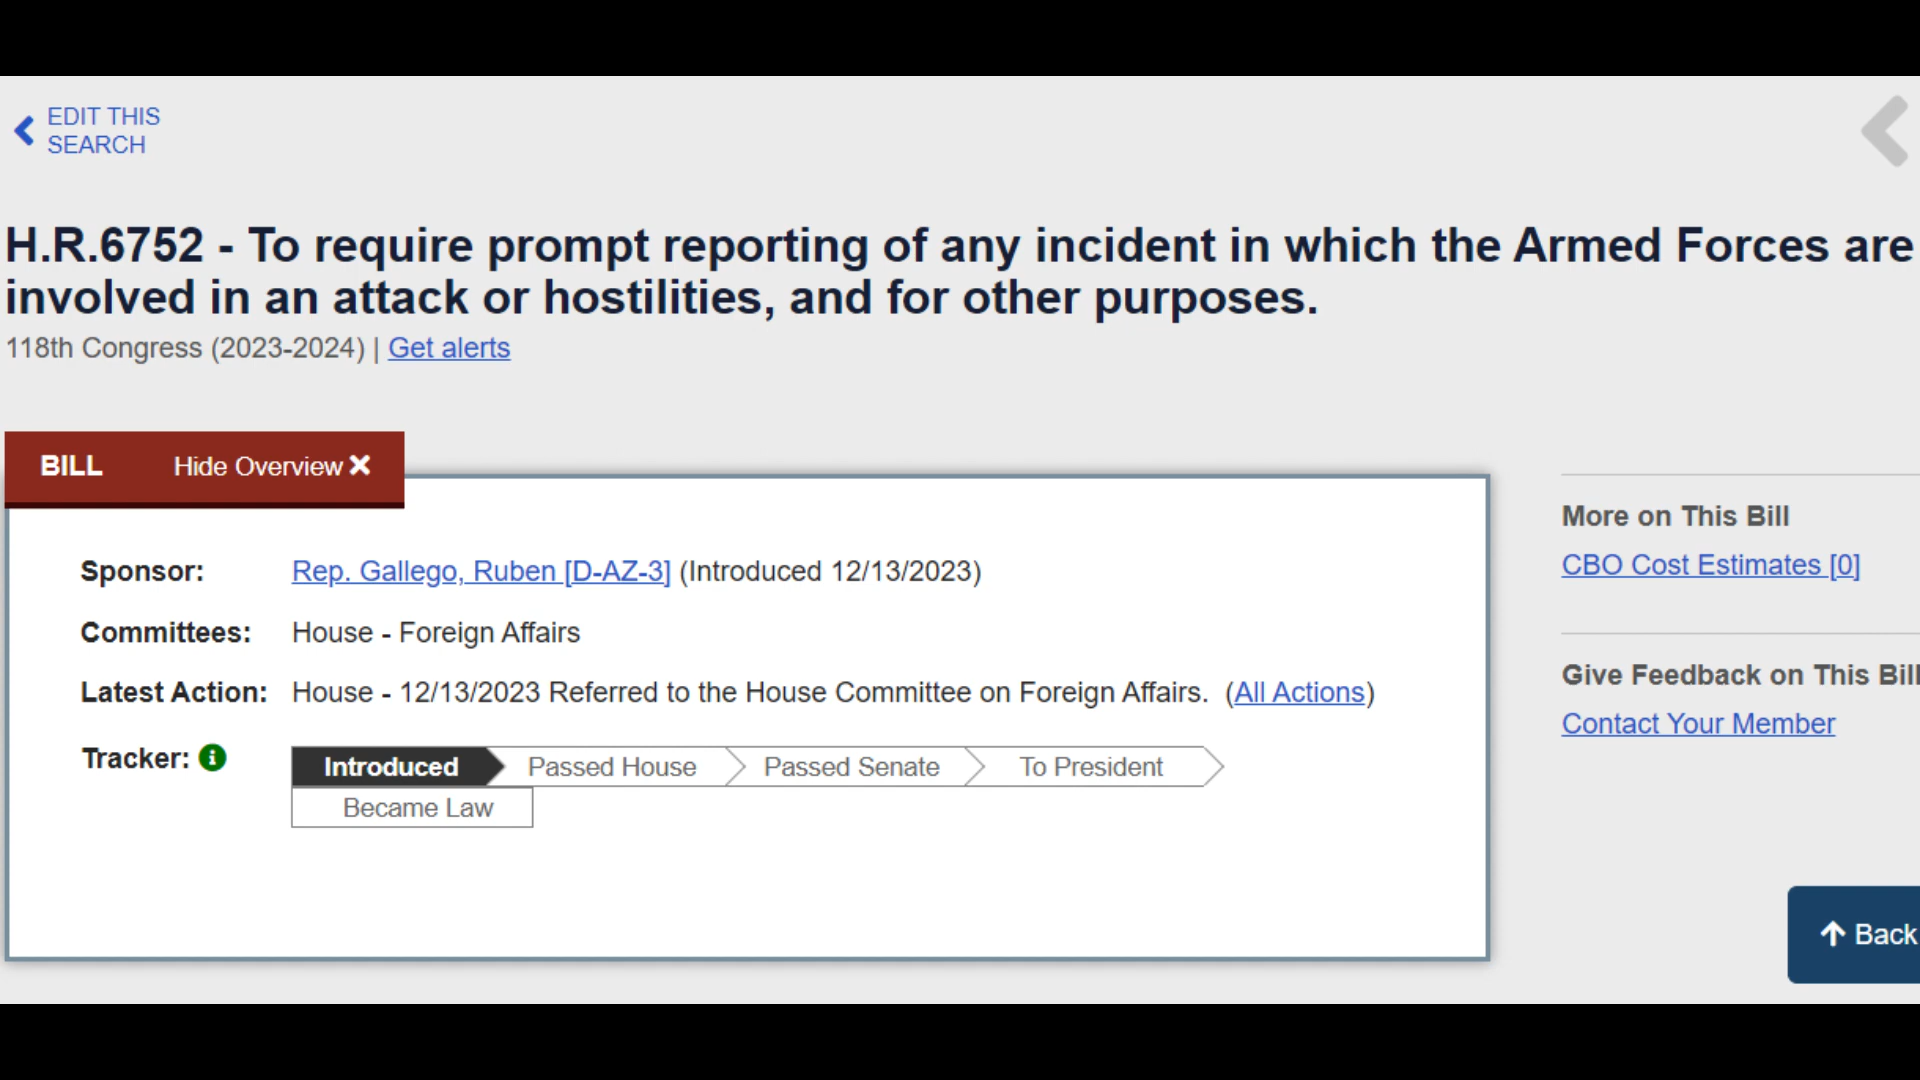 EDIT THIS
SEARCH
H.R.6752 - To require prompt reporting of any incident in which the Armed Forces are
involved in an attack or hostilities, and for other purposes.
118th Congress (2023-2024) | Get alerts
BILL Hide Overview
Sponsor: Rep. Gallego, Ruben [D-AZ-3] (Introduced 12/13/2023)
Committees: House - Foreign Affairs
Latest Action: House - 12/13/2023 Referred to the House Committee on Foreign Affairs. (All Actions)
Tracker: Introduced Passed House Passed Senate To President
Became Law
More on This Bill
CBO Cost Estimates [0]
Give Feedback on This Bill
Contact Your Member
Back